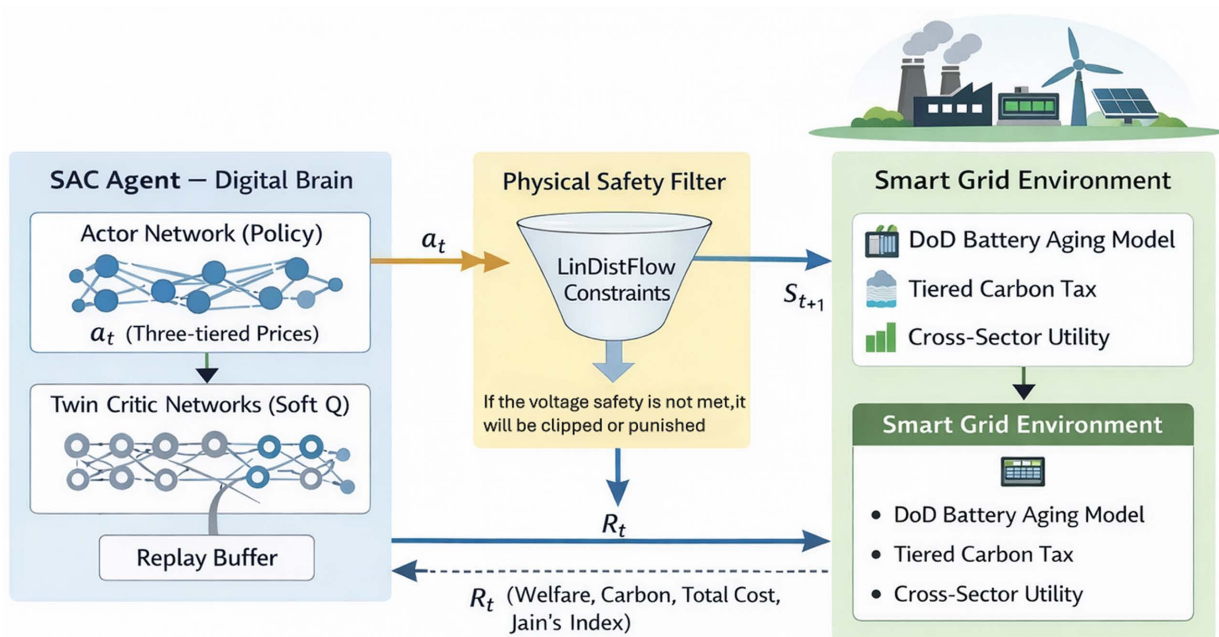 SAC Agent — Digital Brain
Actor Network (Policy)
a_t (Three-tiered Prices)
Twin Critic Networks (Soft Q)
Replay Buffer
a_t
Physical Safety Filter
LinDistFlow
Constraints
If the voltage safety is not met,it
will be clipped or punished
R_t
R_t (Welfare, Carbon, Total Cost,
Jain's Index)
S_{t+1}
Smart Grid Environment
DoD Battery Aging Model
Tiered Carbon Tax
Cross-Sector Utility
Smart Grid Environment
• DoD Battery Aging Model
• Tiered Carbon Tax
• Cross-Sector Utility